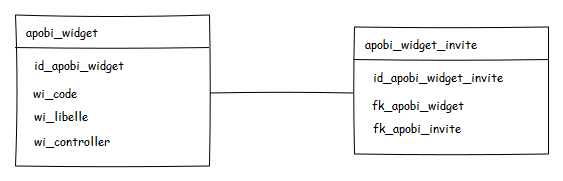 apobi_widget
id_apobi_widget
wi_code
wi_libelle
wi_controller
apobi_widget_invite
id_apobi_widget_invite
fk_apobi_widget
fk_apobi_invite